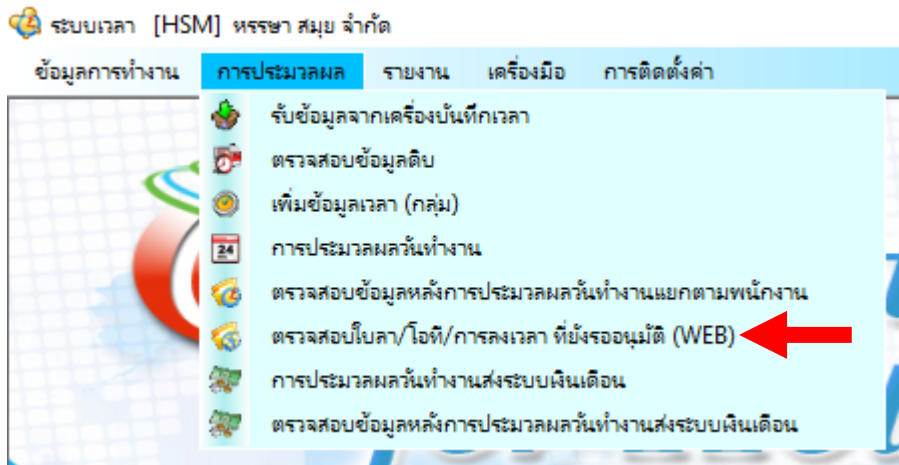 ระบบเวลา [HSM] หรรษา สมุย จำกัด
ข้อมูลการทำงาน การประมวลผล รายงาน เครื่องมือ การติดตั้งค่า
รับข้อมูลจากเครื่องบันทึกเวลา
ตรวจสอบข้อมูลดิบ
เพิ่มข้อมูลเวลา (กลุ่ม)
24 การประมวลผลวันทำงาน
ตรวจสอบข้อมูลหลังการประมวลผลวันทำงานแยกตามพนักงาน
ตรวจสอบใบลา/โอที/การลงเวลา ที่ยังรออนุมัติ (WEB)
การประมวลผลวันทำงานส่งระบบเงินเดือน
ตรวจสอบข้อมูลหลังการประมวลผลวันทำงานส่งระบบเงินเดือน